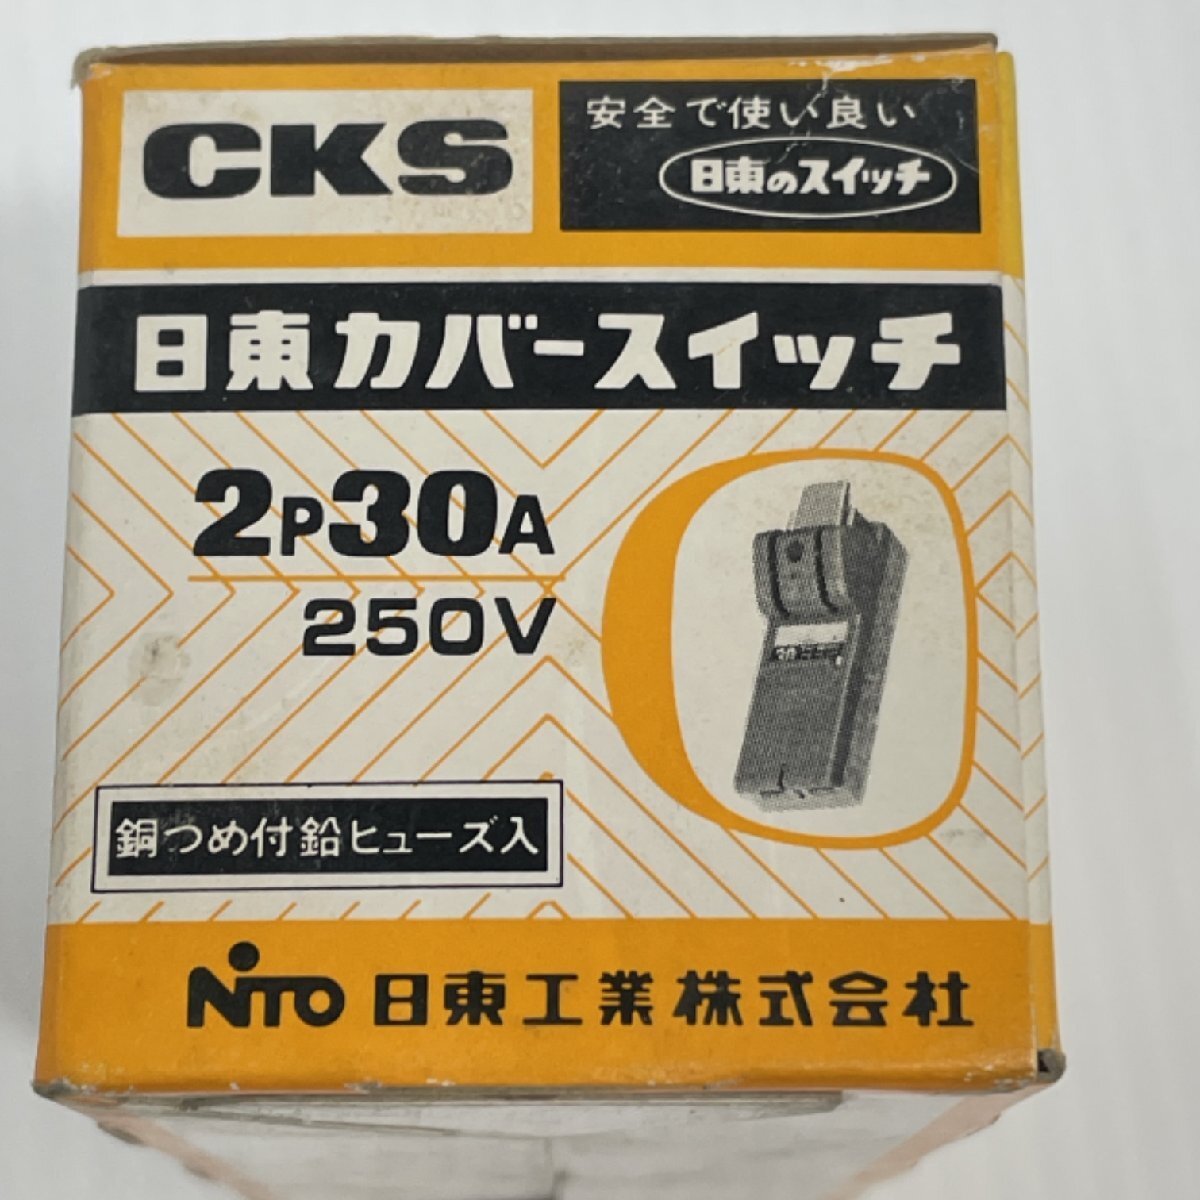 CKS
安全で使い良い
日東のスイッチ
日東カバースイッチ
2P30A
250V
30
銅つめ付鉛ヒューズ入
NITO 日東工業株式会社